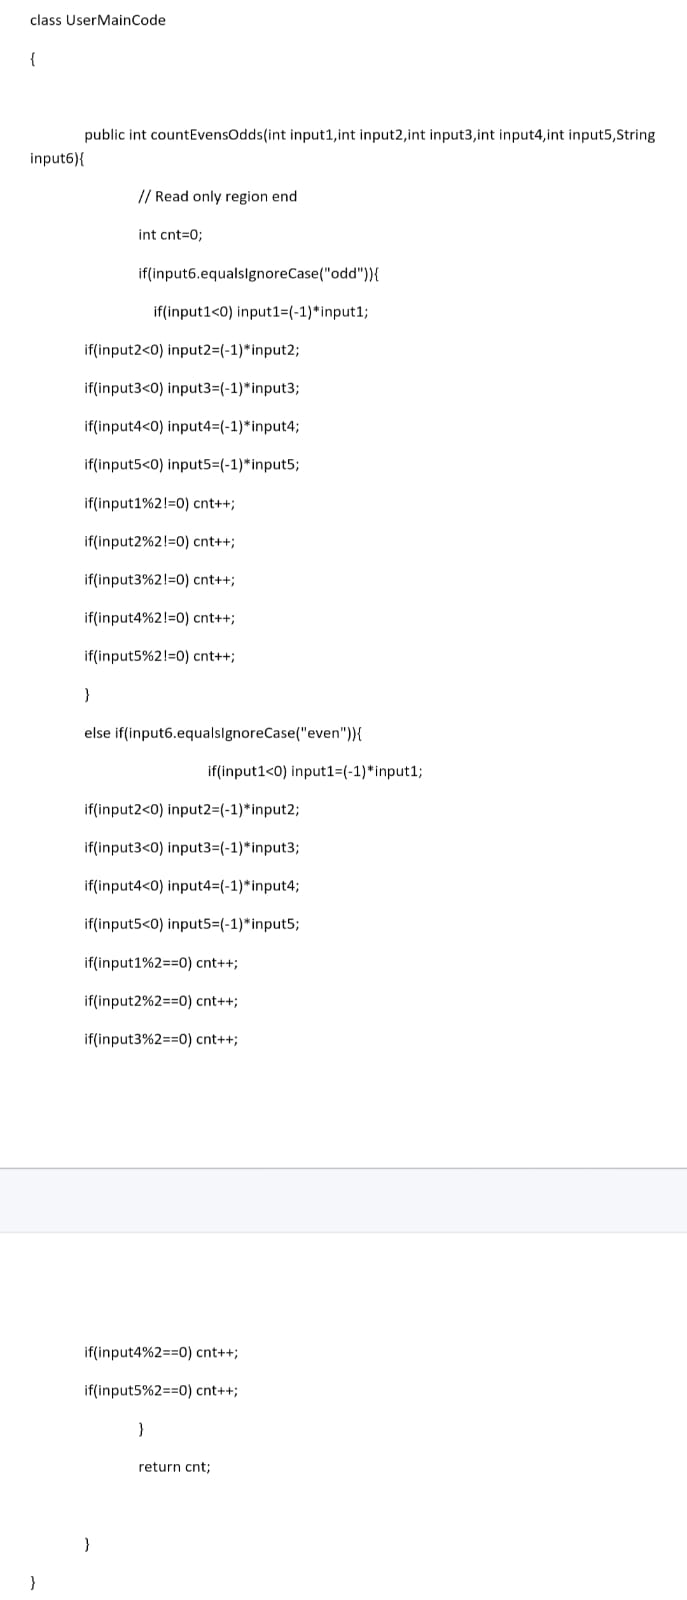 class UserMainCode
{
public int countEvensOdds(int input1,int input2,int input3,int input4,int input5,String
input6){
// Read only region end
int cnt=0;
if(input6.equalsIgnoreCase("odd")){
if(input1<0) input1=(-1)*input1;
if(input2<0) input2=(-1)*input2;
if(input3<0) input3=(-1)*input3;
if(input4<0) input4=(-1)*input4;
if(input5<0) input5=(-1)*input5;
if(input1%2!=0) cnt++;
if(input2%2!=0) cnt++;
if(input3%2!=0) cnt++;
if(input4%2!=0) cnt++;
if(input5%2!=0) cnt++;
}
else if(input6.equalsIgnoreCase("even")){
if(input1<0) input1=(-1)*input1;
if(input2<0) input2=(-1)*input2;
if(input3<0) input3=(-1)*input3;
if(input4<0) input4=(-1)*input4;
if(input5<0) input5=(-1)*input5;
if(input1%2==0) cnt++;
if(input2%2==0) cnt++;
if(input3%2==0) cnt++;
if(input4%2==0) cnt++;
if(input5%2==0) cnt++;
}
return cnt;
}
}